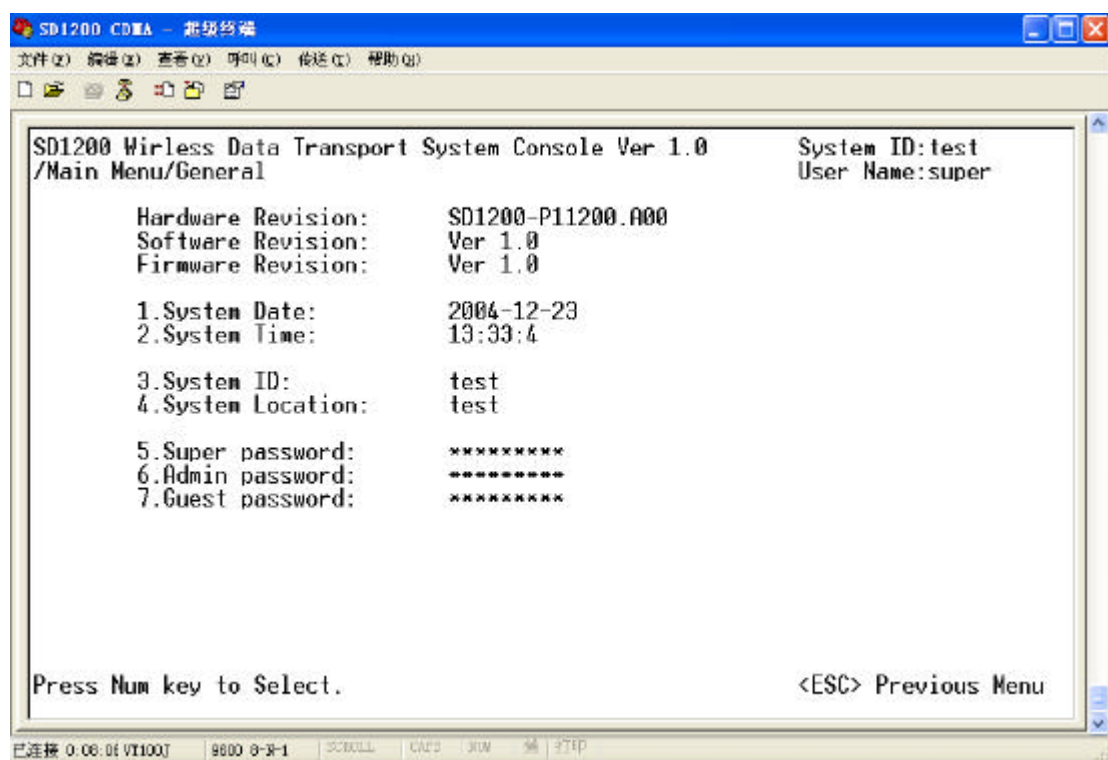 SD1200 CDMA - 超级终端
文件(F) 编辑(E) 查看(V) 呼叫(C) 传送(T) 帮助(H)
SD1200 Wirless Data Transport System Console Ver 1.0 System ID:test
/Main Menu/General User Name:super
Hardware Revision: SD1200-P11200.A00
Software Revision: Ver 1.0
Firmware Revision: Ver 1.0
1.System Date: 2004-12-23
2.System Time: 13:33:4
3.System ID: test
4.System Location: test
5.Super password: *********
6.Admin password: *********
7.Guest password: *********
Press Num key to Select. <ESC> Previous Menu
已连接 0:08:06 VT100J 9600 8-N-1 SCROLL CAPS NUM 打印